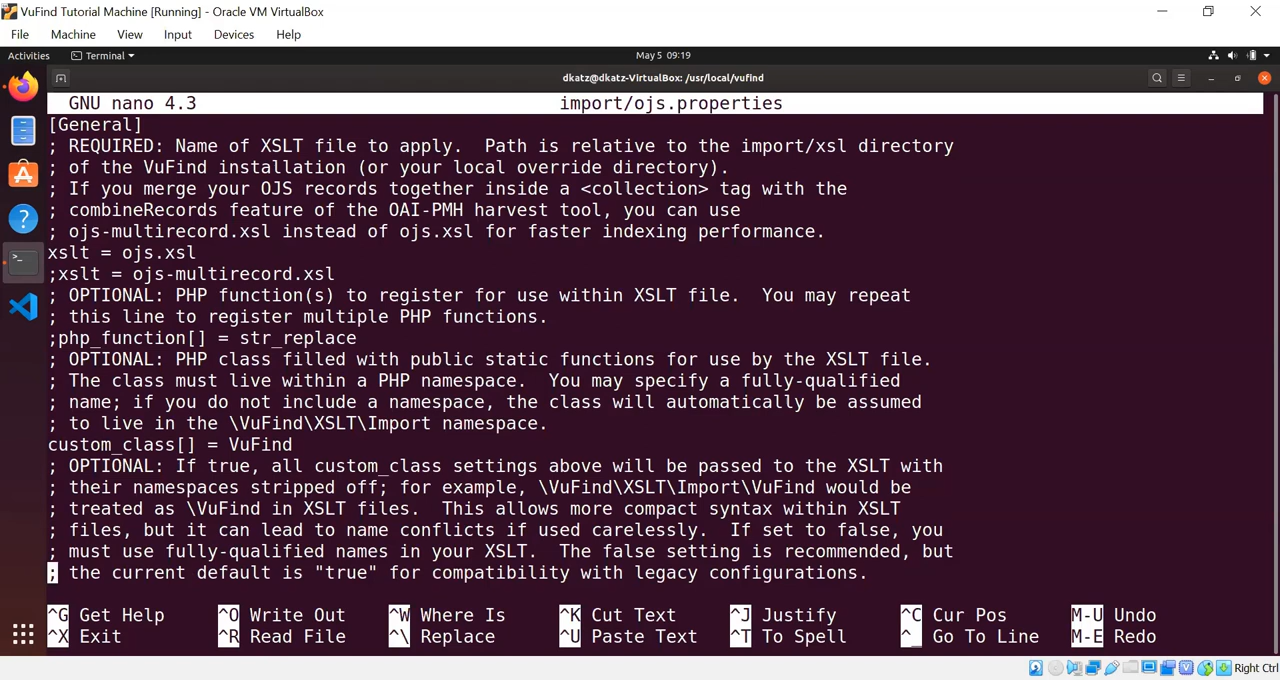 VuFind Tutorial Machine [Running] - Oracle VM VirtualBox
File Machine View Input Devices Help
Activities Terminal May 5 09:19
dkatz@dkatz-VirtualBox: /usr/local/vufind
GNU nano 4.3 import/ojs.properties
[General]
; REQUIRED: Name of XSLT file to apply.  Path is relative to the import/xsl directory
; of the VuFind installation (or your local override directory).
; If you merge your OJS records together inside a <collection> tag with the
; combineRecords feature of the OAI-PMH harvest tool, you can use
; ojs-multirecord.xsl instead of ojs.xsl for faster indexing performance.
xslt = ojs.xsl
;xslt = ojs-multirecord.xsl
; OPTIONAL: PHP function(s) to register for use within XSLT file.  You may repeat
; this line to register multiple PHP functions.
;php_function[] = str_replace
; OPTIONAL: PHP class filled with public static functions for use by the XSLT file.
; The class must live within a PHP namespace.  You may specify a fully-qualified
; name; if you do not include a namespace, the class will automatically be assumed
; to live in the \VuFind\XSLT\Import namespace.
custom_class[] = VuFind
; OPTIONAL: If true, all custom_class settings above will be passed to the XSLT with
; their namespaces stripped off; for example, \VuFind\XSLT\Import\VuFind would be
; treated as \VuFind in XSLT files.  This allows more compact syntax within XSLT
; files, but it can lead to name conflicts if used carelessly.  If set to false, you
; must use fully-qualified names in your XSLT.  The false setting is recommended, but
; the current default is "true" for compatibility with legacy configurations.
^G Get Help ^O Write Out ^W Where Is ^K Cut Text ^J Justify ^C Cur Pos M-U Undo
^X Exit ^R Read File ^\ Replace ^U Paste Text ^T To Spell ^_ Go To Line M-E Redo
Right Ctrl